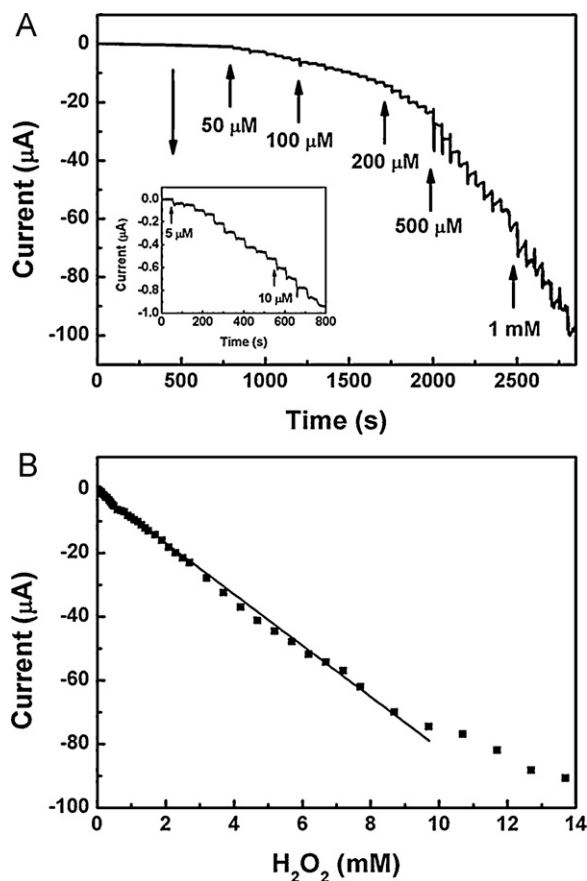 A
Current (μA)
0
-20
-40
-60
-80
-100
50 μM
100 μM
200 μM
500 μM
1 mM
Current (μA)
0.0
-0.2
-0.4
-0.6
-0.8
-1.0
5 μM
10 μM
0 200 400 600 800
Time (s)
0 500 1000 1500 2000 2500
Time (s)
B
Current (μA)
0
-20
-40
-60
-80
-100
0 2 4 6 8 10 12 14
H₂O₂ (mM)